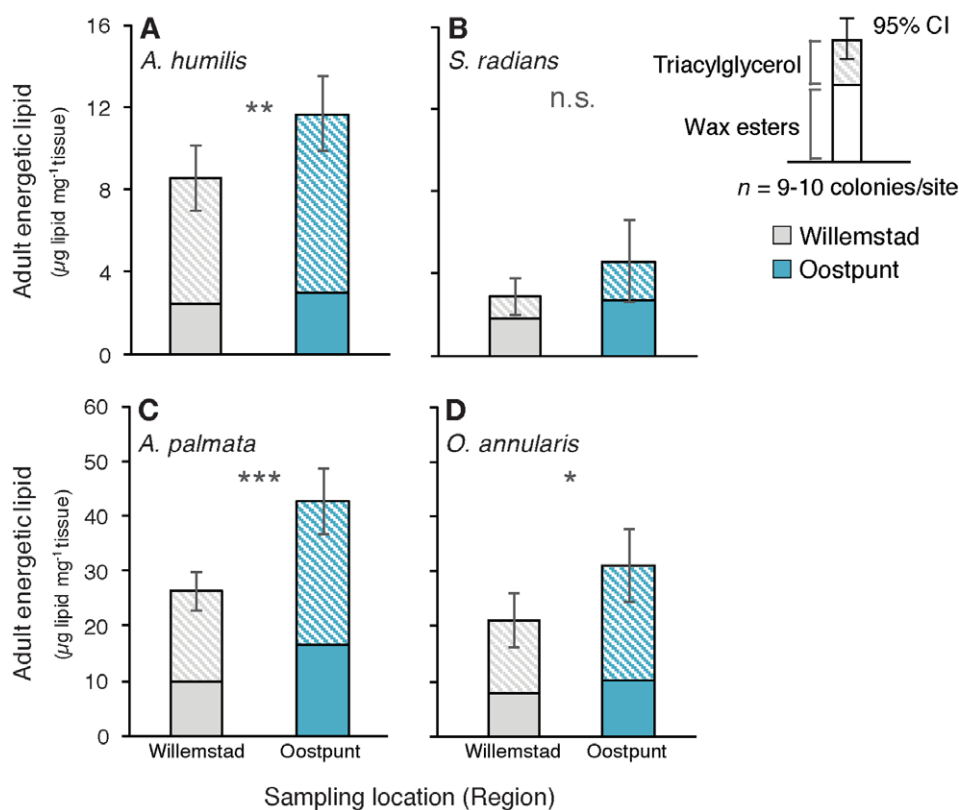 A
A. humilis
**
16
12
8
4
0
Adult energetic lipid
(µg lipid mg⁻¹ tissue)
B
S. radians
n.s.
95% CI
Triacylglycerol
Wax esters
n = 9-10 colonies/site
Willemstad
Oostpunt
C
A. palmata
***
60
50
40
30
20
10
0
Adult energetic lipid
(µg lipid mg⁻¹ tissue)
D
O. annularis
*
Willemstad Oostpunt Willemstad Oostpunt
Sampling location (Region)